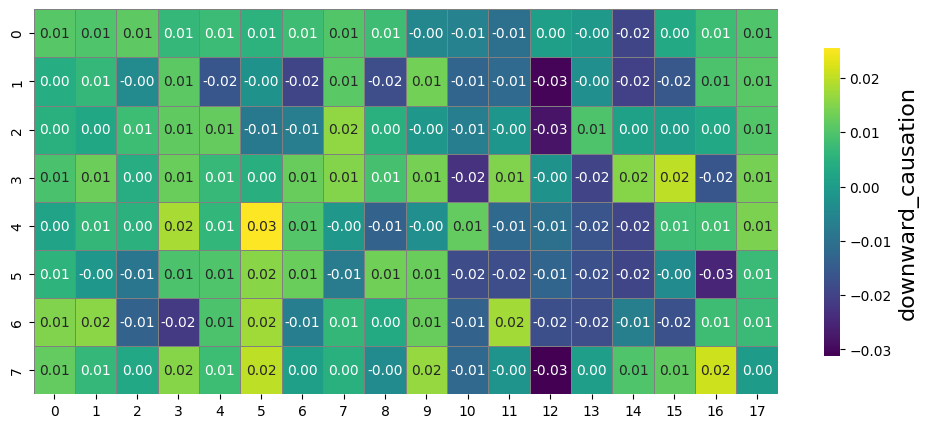 0 0.01 0.01 0.01 0.01 0.01 0.01 0.01 0.01 0.01 -0.00 -0.01 -0.01 0.00 -0.00 -0.02 0.00 0.01 0.01
1 0.00 0.01 -0.00 0.01 -0.02 -0.00 -0.02 0.01 -0.02 0.01 -0.01 -0.01 -0.03 -0.00 -0.02 -0.02 0.01 0.01
2 0.00 0.00 0.01 0.01 0.01 -0.01 -0.01 0.02 0.00 -0.00 -0.01 -0.00 -0.03 0.01 0.00 0.00 0.00 0.01
3 0.01 0.01 0.00 0.01 0.01 0.00 0.01 0.01 0.01 0.01 -0.02 0.01 -0.00 -0.02 0.02 0.02 -0.02 0.01
4 0.00 0.01 0.00 0.02 0.01 0.03 0.01 -0.00 -0.01 -0.00 0.01 -0.01 -0.01 -0.02 -0.02 0.01 0.01 0.01
5 0.01 -0.00 -0.01 0.01 0.01 0.02 0.01 -0.01 0.01 0.01 -0.02 -0.02 -0.01 -0.02 -0.02 -0.00 -0.03 0.01
6 0.01 0.02 -0.01 -0.02 0.01 0.02 -0.01 0.01 0.00 0.01 -0.01 0.02 -0.02 -0.02 -0.01 -0.02 0.01 0.01
7 0.01 0.01 0.00 0.02 0.01 0.02 0.00 0.00 -0.00 0.02 -0.01 -0.00 -0.03 0.00 0.01 0.01 0.02 0.00
0 1 2 3 4 5 6 7 8 9 10 11 12 13 14 15 16 17
0.02
0.01
0.00
−0.01
−0.02
−0.03
downward_causation